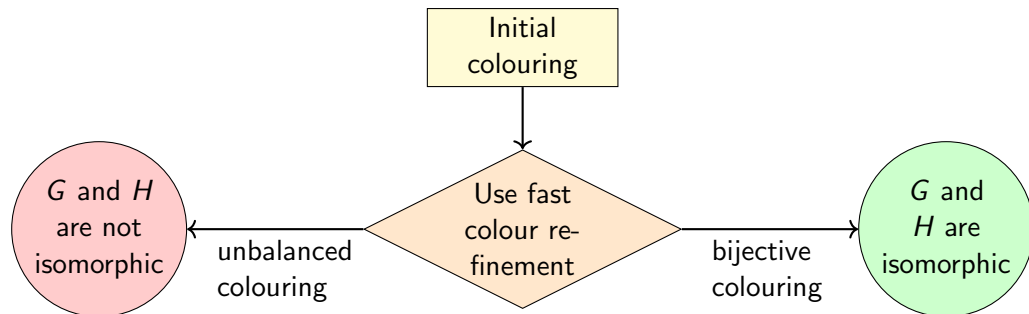 Initial
colouring
G and H
are not
isomorphic
unbalanced
colouring
Use fast
colour re-
finement
bijective
colouring
G and
H are
isomorphic